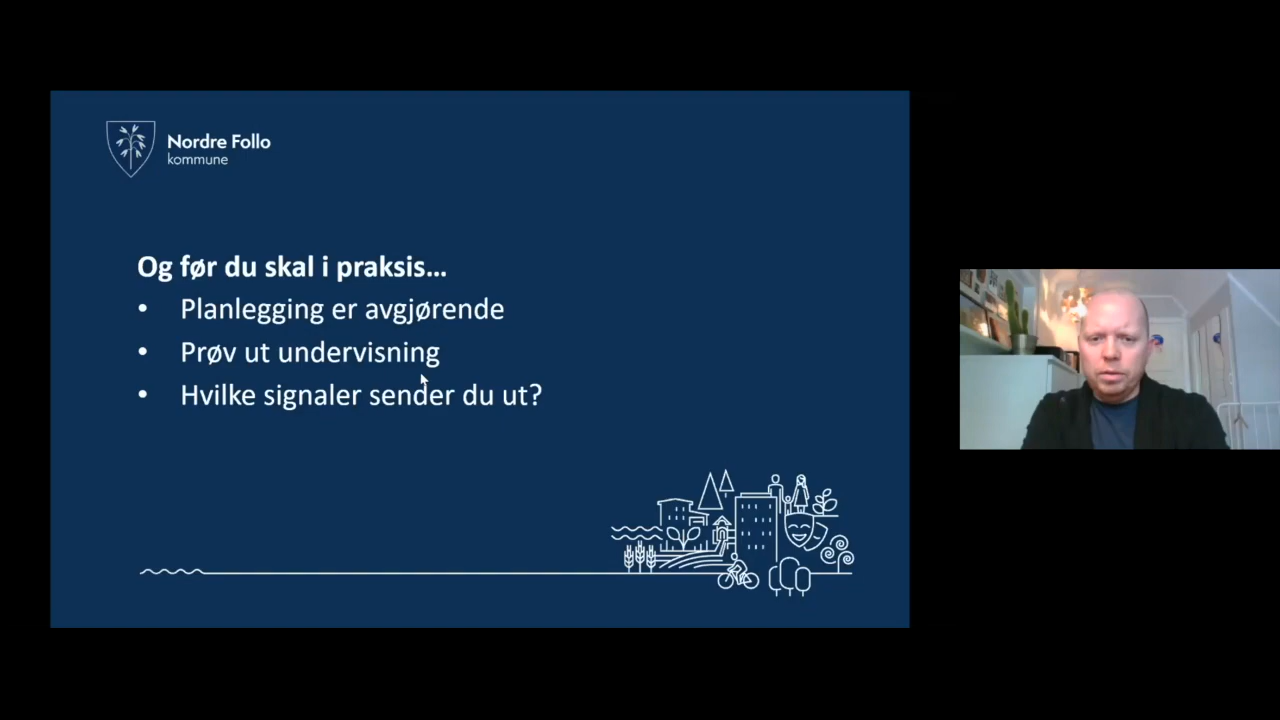 Nordre Follo
kommune
Og før du skal i praksis...
• Planlegging er avgjørende
• Prøv ut undervisning
• Hvilke signaler sender du ut?